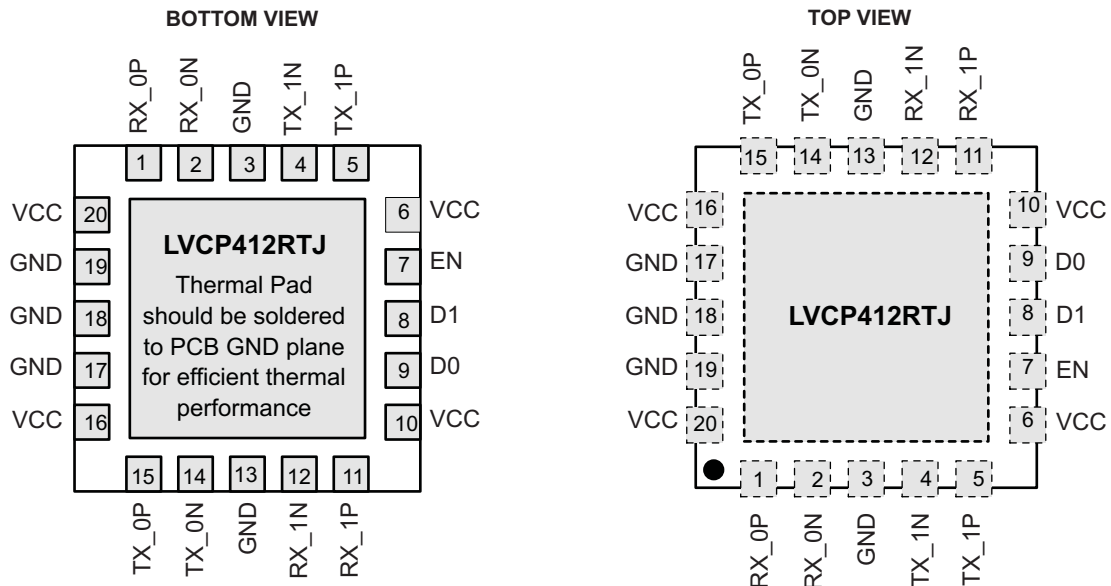 BOTTOM VIEW
RX_0P
RX_0N
GND
TX_1N
TX_1P
1 2 3 4 5
VCC 20
GND 19
GND 18
GND 17
VCC 16
LVCP412RTJ
Thermal Pad
should be soldered
to PCB GND plane
for efficient thermal
performance
6 VCC
7 EN
8 D1
9 D0
10 VCC
15 14 13 12 11
TX_0P
TX_0N
GND
RX_1N
RX_1P
TOP VIEW
TX_0P
TX_0N
GND
RX_1N
RX_1P
15 14 13 12 11
VCC 16
GND 17
GND 18
GND 19
VCC 20
LVCP412RTJ
10 VCC
9 D0
8 D1
7 EN
6 VCC
1 2 3 4 5
RX_0P
RX_0N
GND
TX_1N
TX_1P